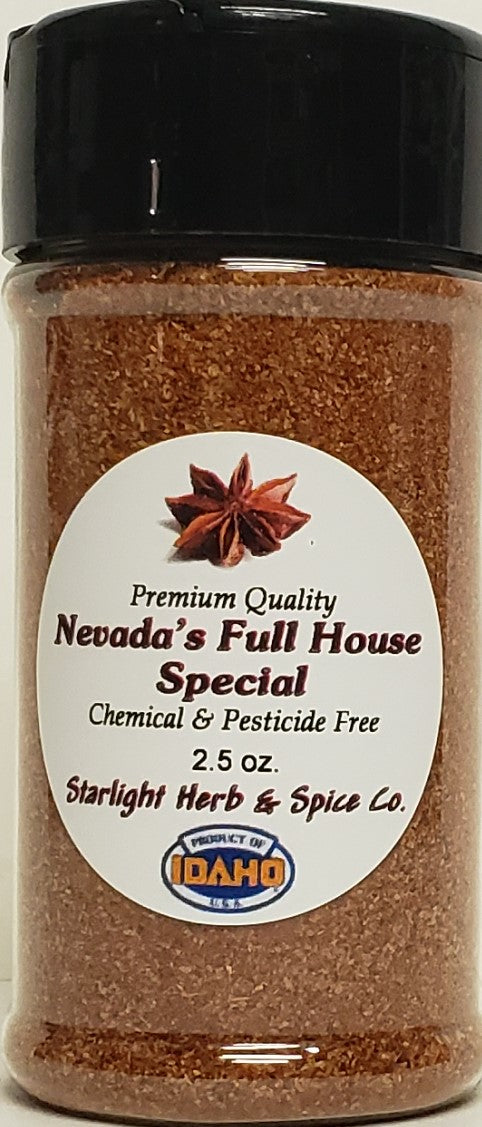 Premium Quality
Nevada's Full House
Special
Chemical & Pesticide Free
2.5 oz.
Starlight Herb & Spice Co.
PRODUCT OF
IDAHO
U.S.A.